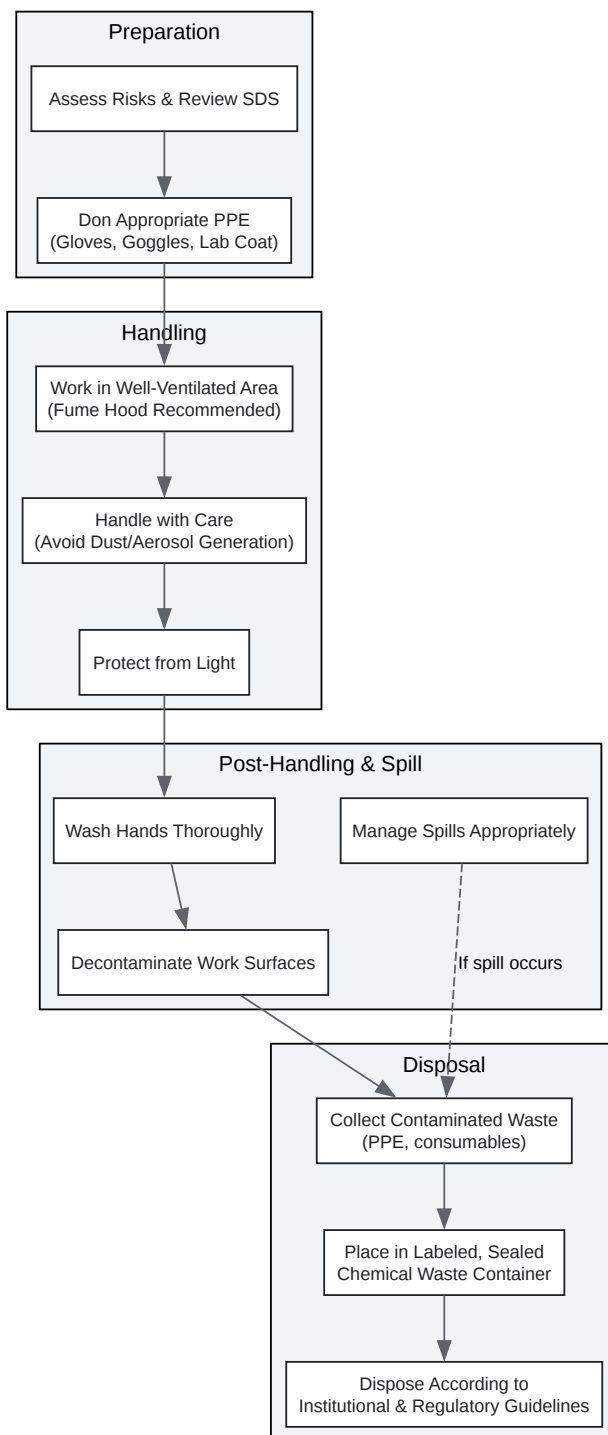 Preparation
Assess Risks & Review SDS
Don Appropriate PPE
(Gloves, Goggles, Lab Coat)
Handling
Work in Well-Ventilated Area
(Fume Hood Recommended)
Handle with Care
(Avoid Dust/Aerosol Generation)
Protect from Light
Post-Handling & Spill
Wash Hands Thoroughly
Manage Spills Appropriately
Decontaminate Work Surfaces
If spill occurs
Disposal
Collect Contaminated Waste
(PPE, consumables)
Place in Labeled, Sealed
Chemical Waste Container
Dispose According to
Institutional & Regulatory Guidelines